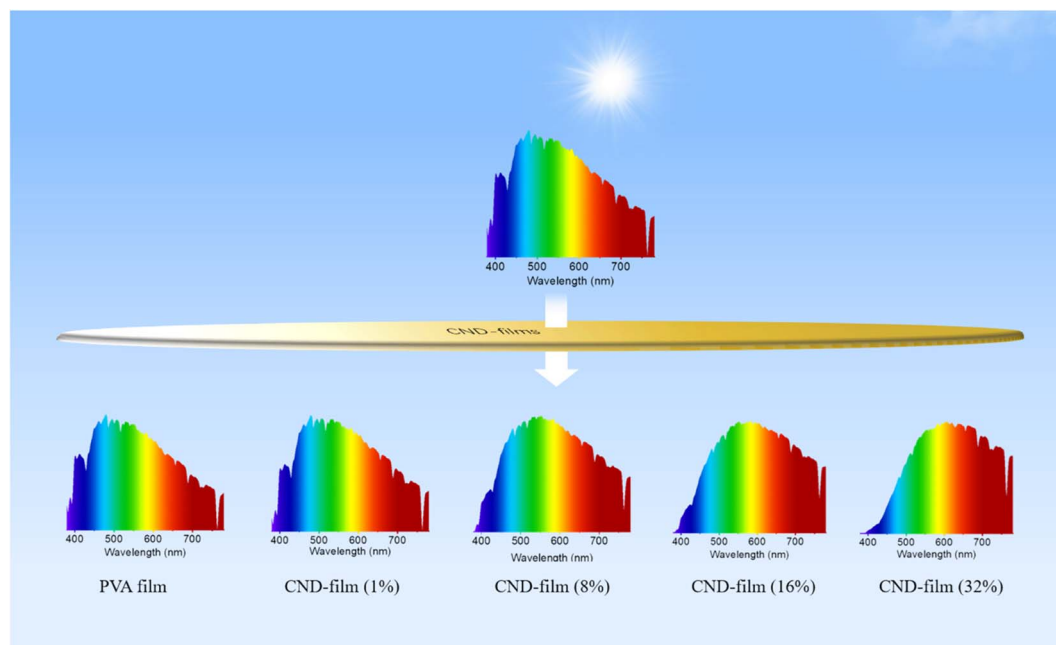 400 500 600 700
Wavelength (nm)
CND-films
400 500 600 700
Wavelength (nm)
PVA film
400 500 600 700
Wavelength (nm)
CND-film (1%)
400 500 600 700
Wavelength (nm)
CND-film (8%)
400 500 600 700
Wavelength (nm)
CND-film (16%)
400 500 600 700
Wavelength (nm)
CND-film (32%)